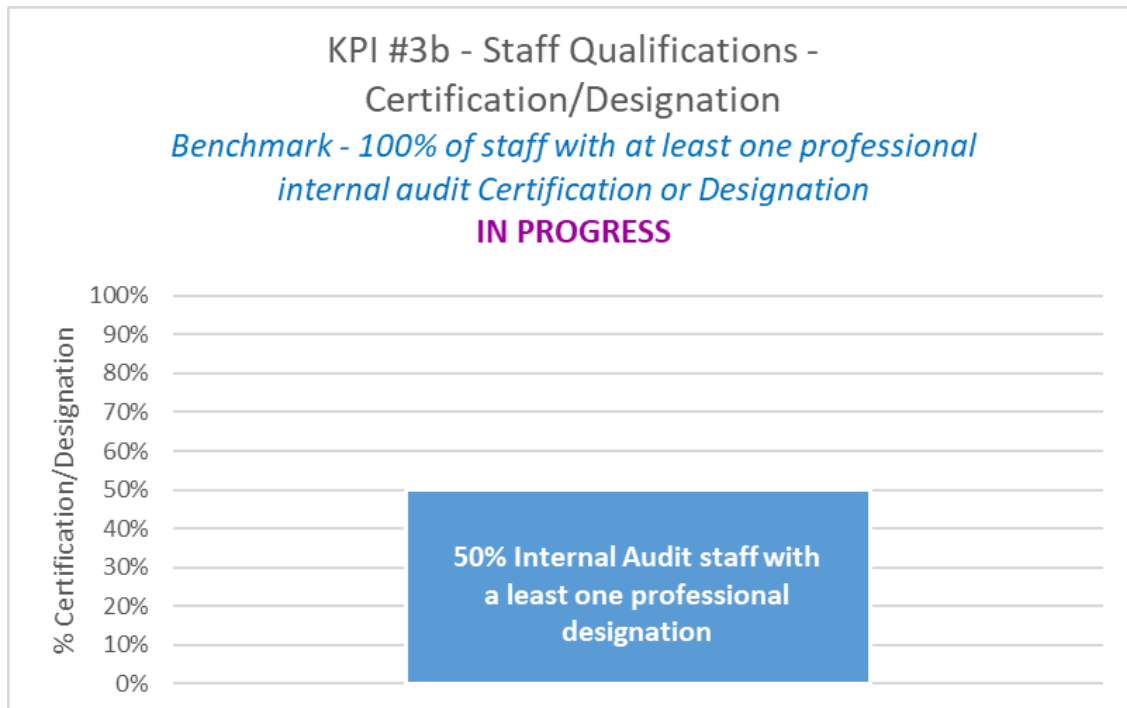 KPI #3b - Staff Qualifications -
Certification/Designation
Benchmark - 100% of staff with at least one professional
internal audit Certification or Designation
IN PROGRESS
% Certification/Designation
100%
90%
80%
70%
60%
50%
40%
30%
20%
10%
0%
50% Internal Audit staff with
a least one professional
designation